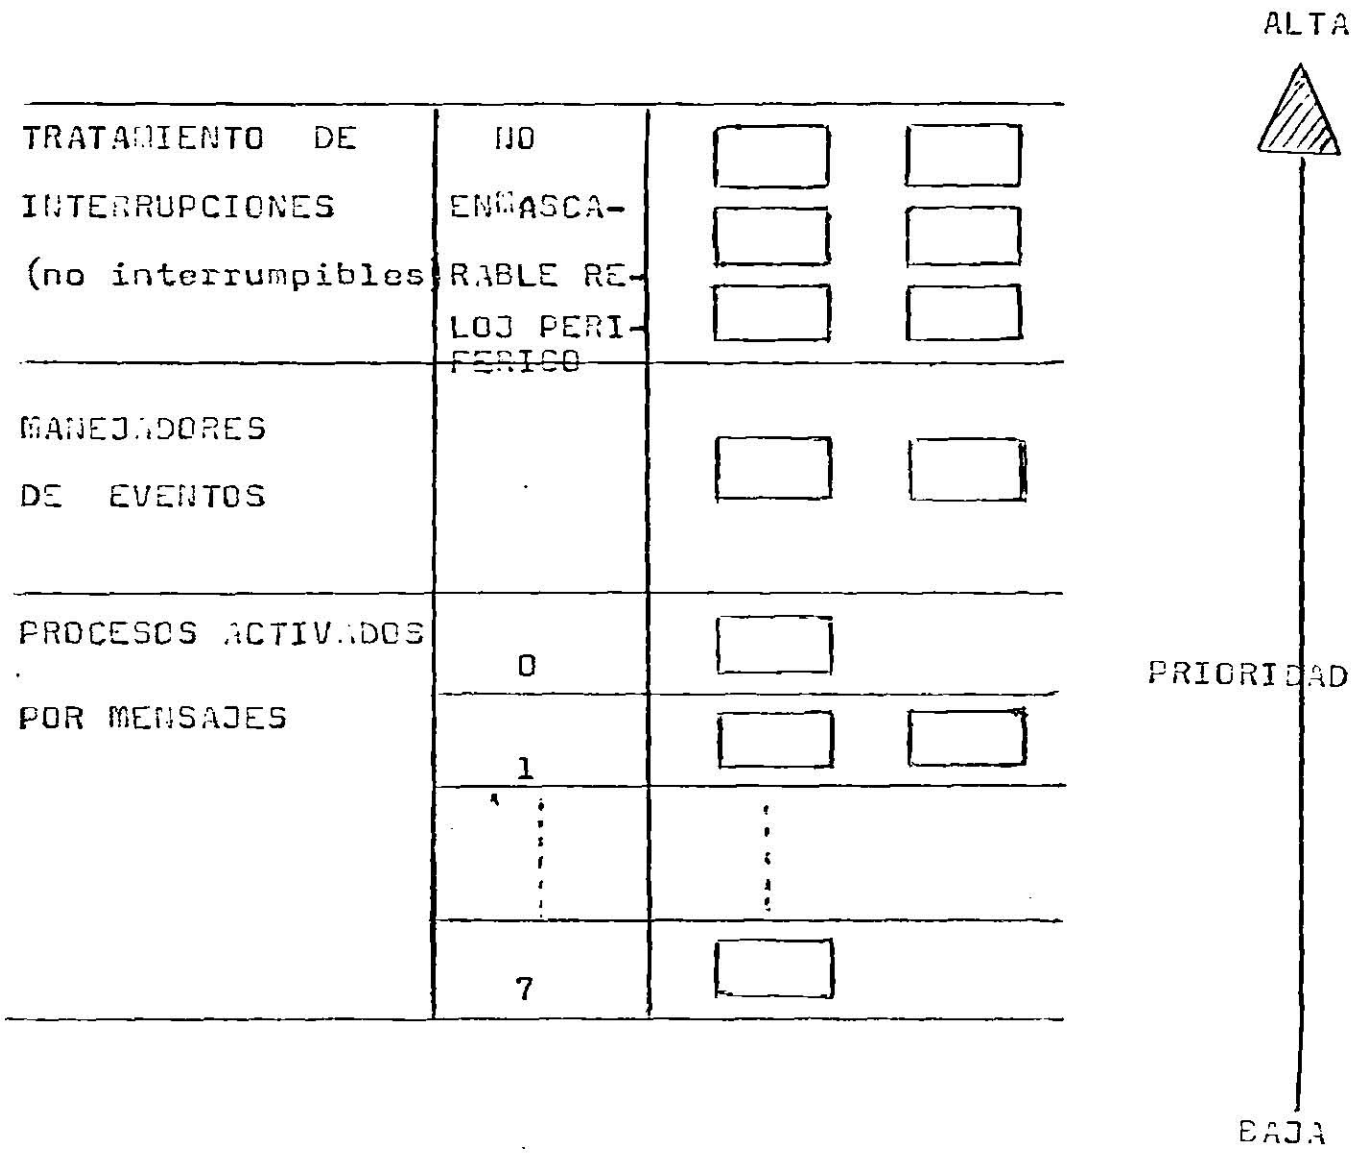 ALTA
TRATAMIENTO DE
NO
INTERRUPCIONES
ENMASCA-
(no interrumpibles
RABLE RE-
LOJ PERI-
FERICO
MANEJADORES
DE EVENTOS
PROCESOS ACTIVADOS
0
PRIORIDAD
POR MENSAJES
1
7
BAJA